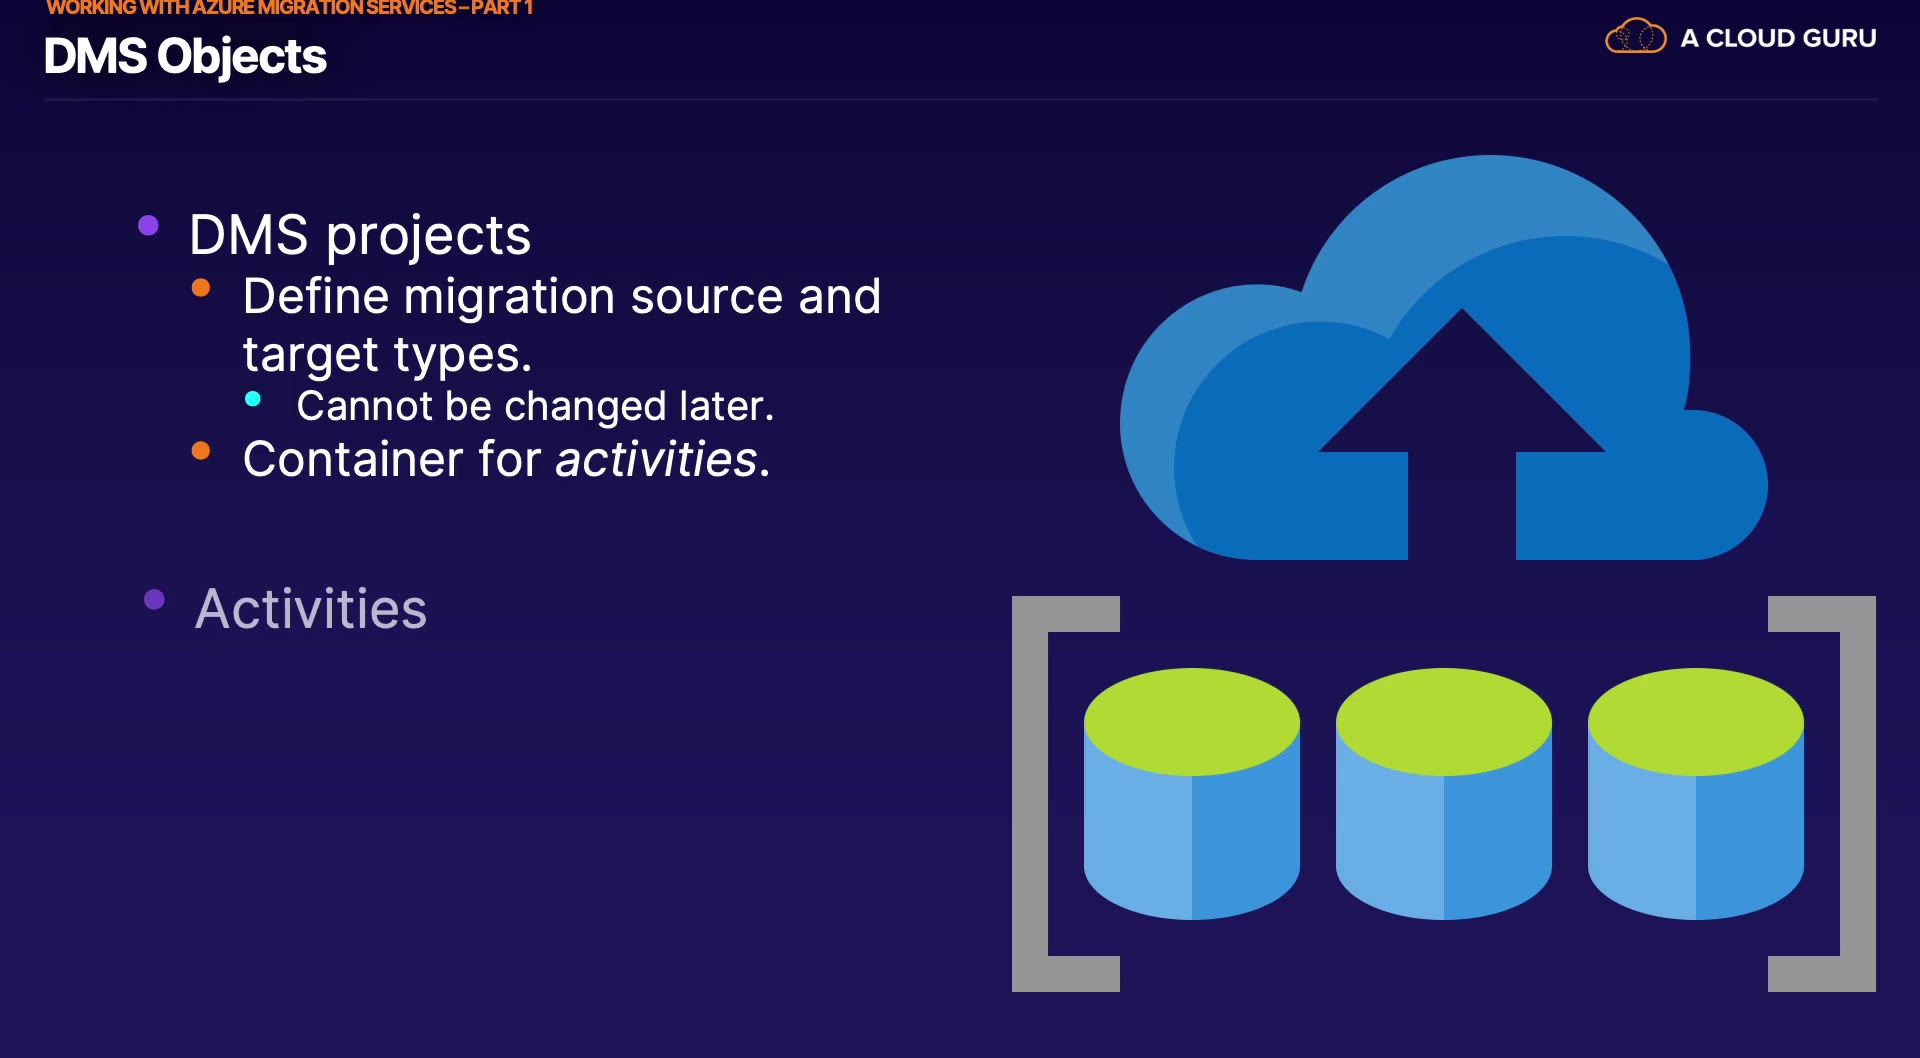 WORKING WITH AZURE MIGRATION SERVICES – PART 1
DMS Objects
A CLOUD GURU
DMS projects
Define migration source and
target types.
Cannot be changed later.
Container for activities.
Activities